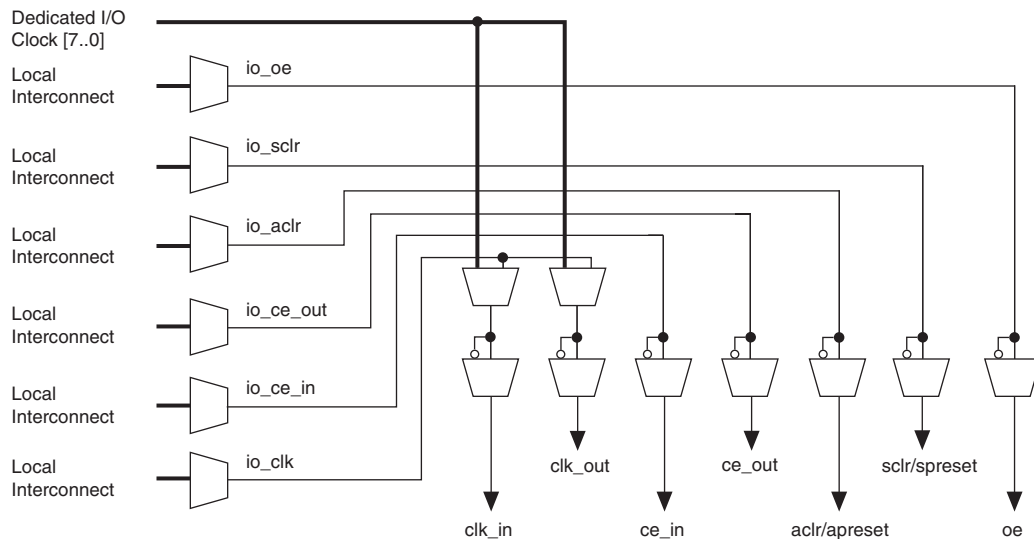 Dedicated I/O
Clock [7..0]
Local
Interconnect
io_oe
Local
Interconnect
io_sclr
Local
Interconnect
io_aclr
Local
Interconnect
io_ce_out
Local
Interconnect
io_ce_in
Local
Interconnect
io_clk
clk_out
ce_out
sclr/spreset
clk_in
ce_in
aclr/apreset
oe